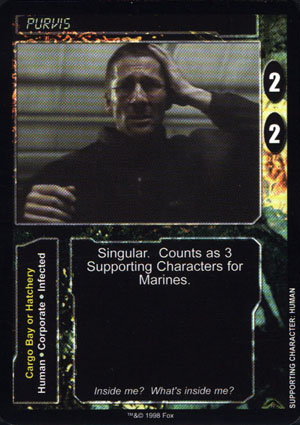 PURVIS
2
2
Cargo Bay or Hatchery
Human • Corporate • Infected
Singular. Counts as 3
Supporting Characters for
Marines.
Inside me? What's inside me?
SUPPORTING CHARACTER: HUMAN
™&© 1998 Fox